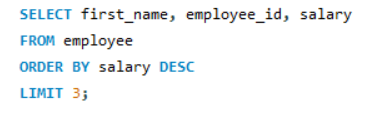 SELECT first_name, employee_id, salary
FROM employee
ORDER BY salary DESC
LIMIT 3;